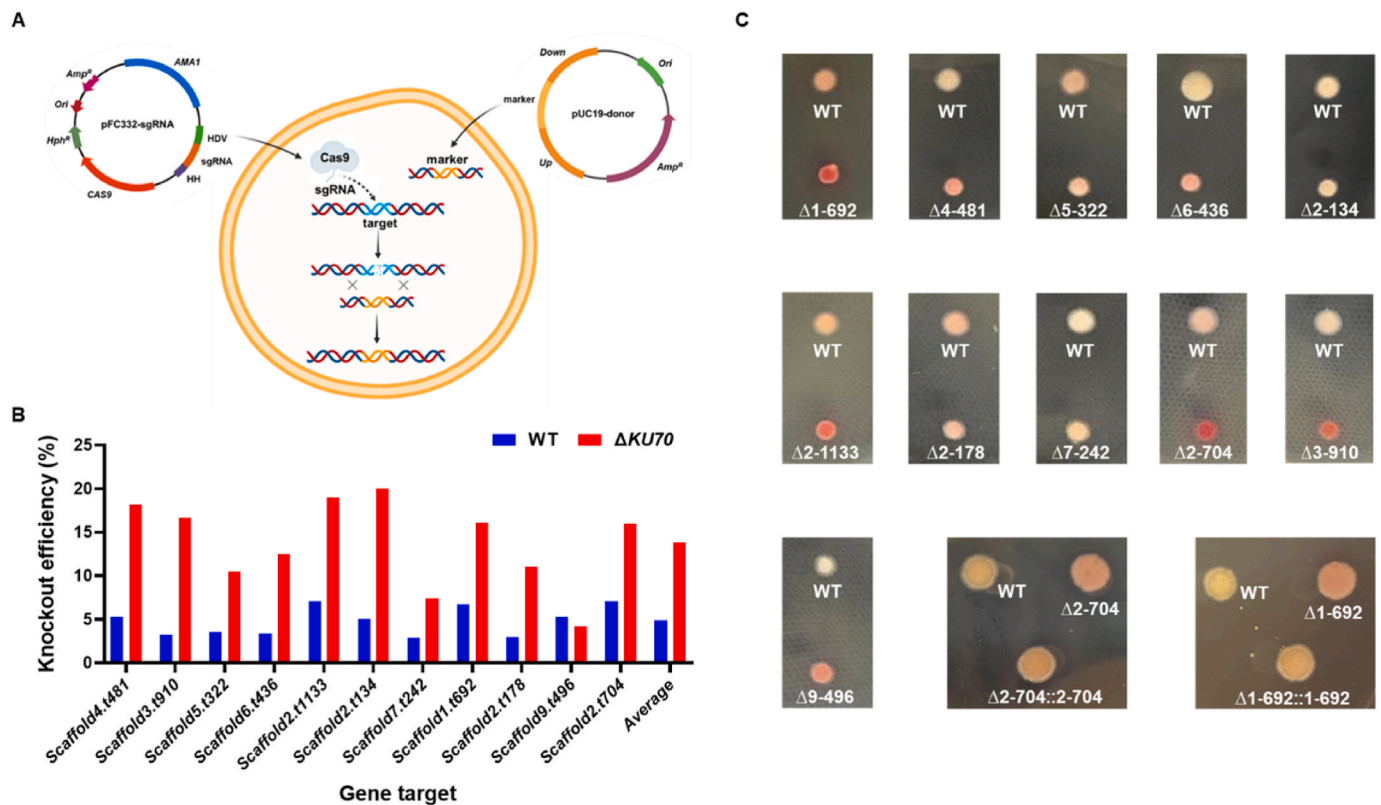 A
AmpR
AMA1
Ori
pFC332-sgRNA
HphR
HDV
sgRNA
HH
CAS9
Down
Ori
marker
pUC19-donor
Up
AmpR
Cas9
marker
sgRNA
target
B
WT ΔKU70
Knockout efficiency (%)
25
20
15
10
5
0
Scaffold4.t481
Scaffold3.t910
Scaffold5.t322
Scaffold6.t436
Scaffold2.t1133
Scaffold2.t134
Scaffold7.t242
Scaffold1.t692
Scaffold2.t178
Scaffold9.t496
Scaffold2.t704
Average
Gene target
C
WT WT WT WT WT
Δ1-692 Δ4-481 Δ5-322 Δ6-436 Δ2-134
WT WT WT WT WT
Δ2-1133 Δ2-178 Δ7-242 Δ2-704 Δ3-910
WT
Δ9-496
WT
Δ2-704
Δ2-704::2-704
WT
Δ1-692
Δ1-692::1-692